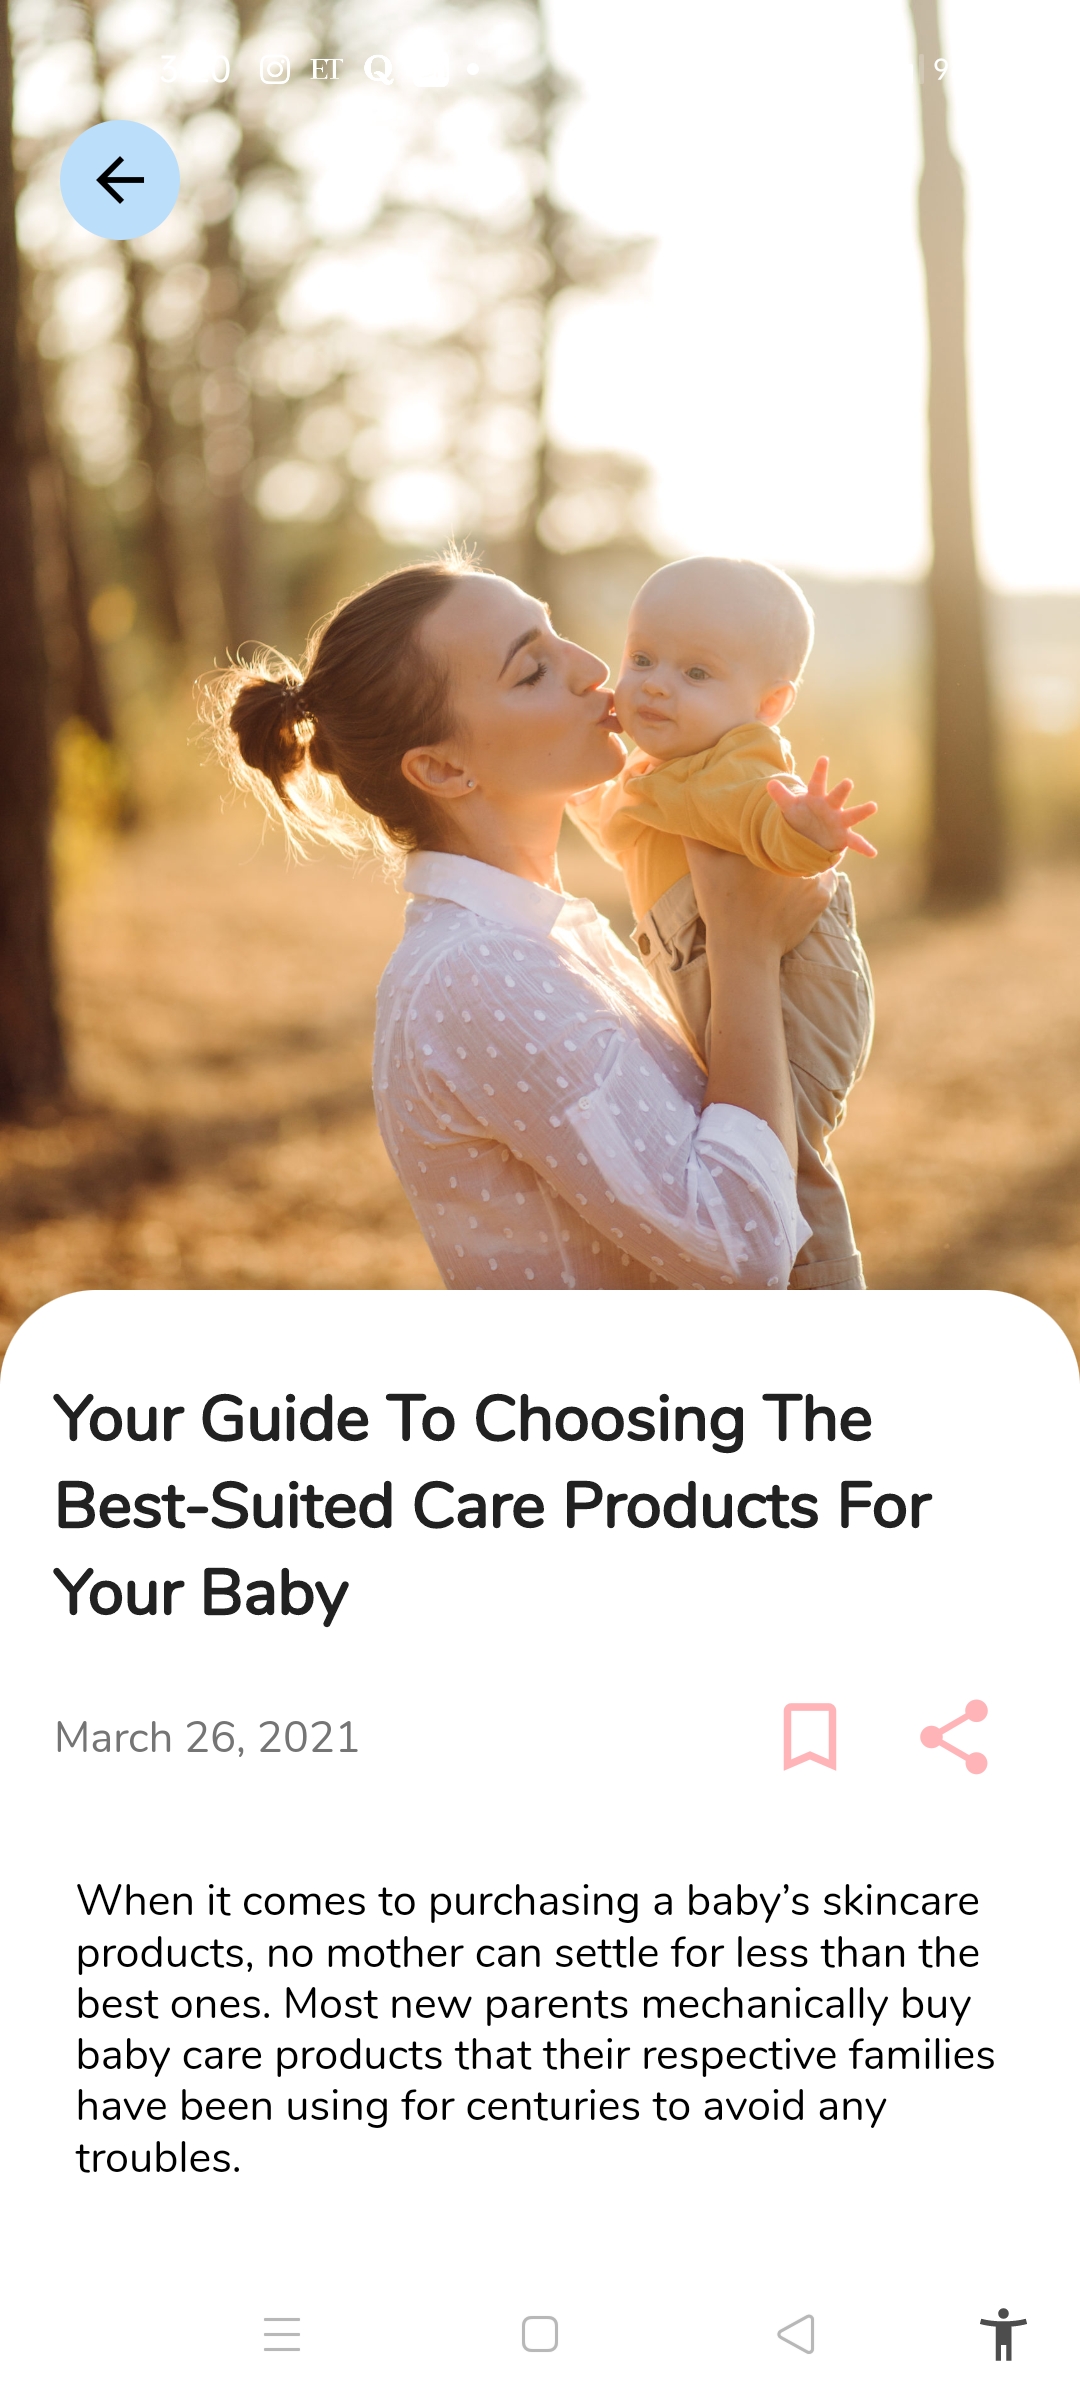 ET Q
Your Guide To Choosing The
Best-Suited Care Products For
Your Baby
March 26, 2021
When it comes to purchasing a baby’s skincare
products, no mother can settle for less than the
best ones. Most new parents mechanically buy
baby care products that their respective families
have been using for centuries to avoid any
troubles.